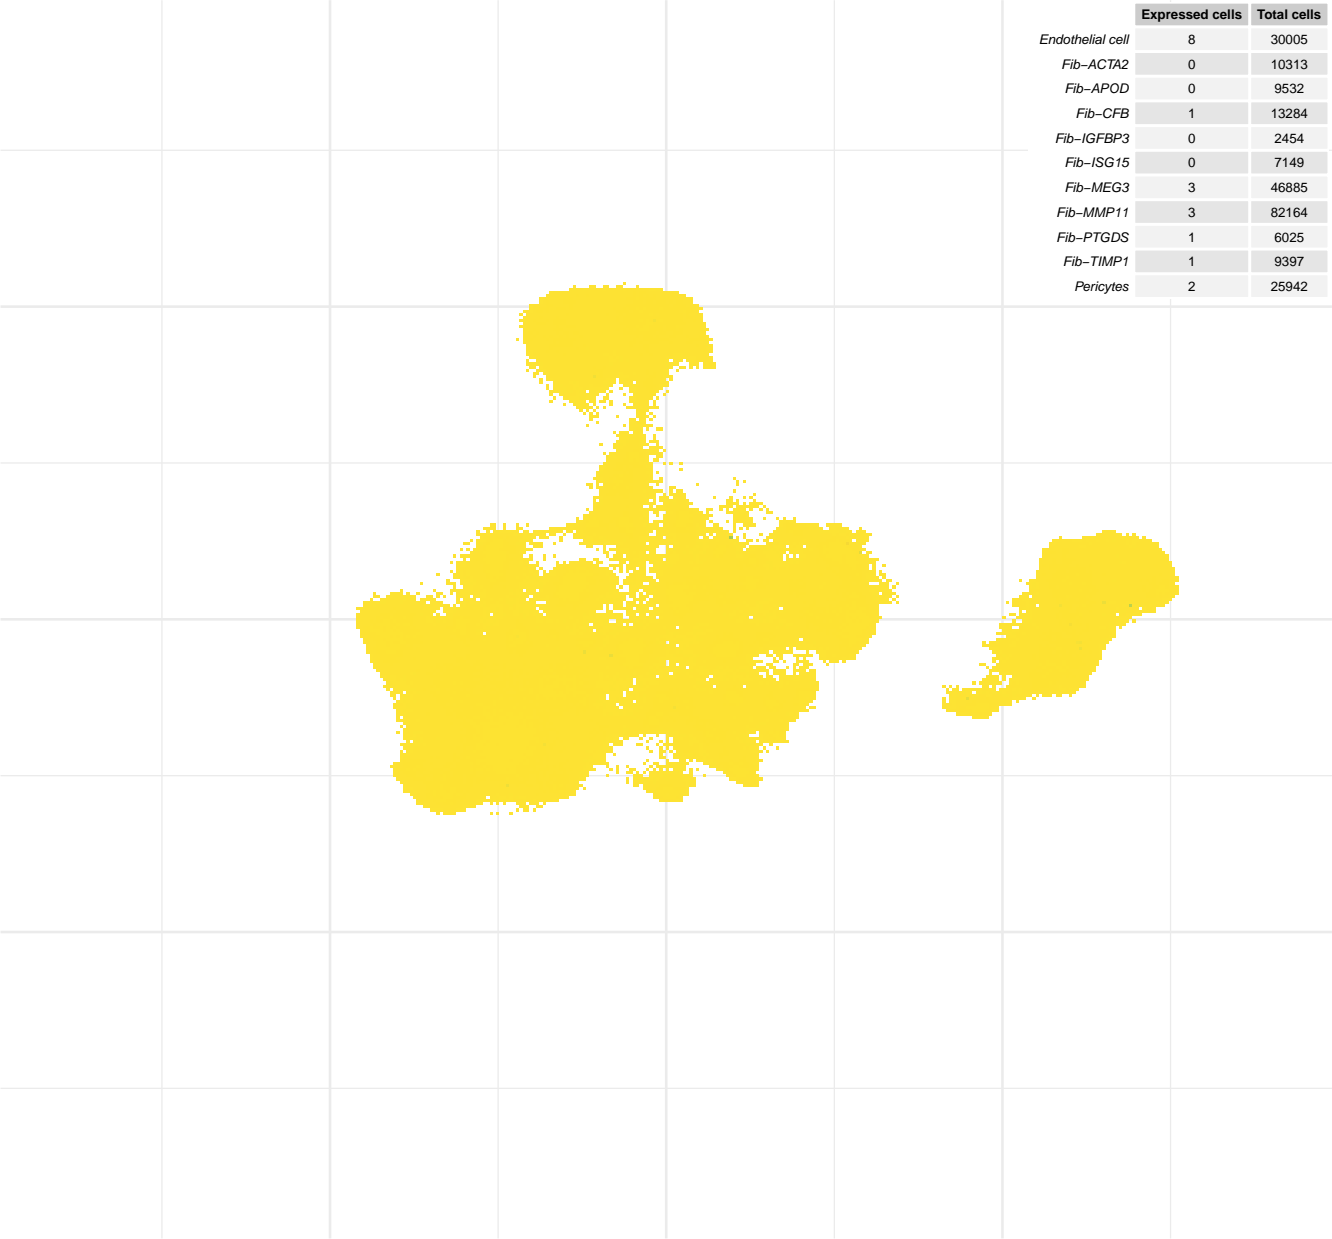 Expressed cells Total cells
Endothelial cell 8 30005
Fib−ACTA2 0 10313
Fib−APOD 0 9532
Fib−CFB 1 13284
Fib−IGFBP3 0 2454
Fib−ISG15 0 7149
Fib−MEG3 3 46885
Fib−MMP11 3 82164
Fib−PTGDS 1 6025
Fib−TIMP1 1 9397
Pericytes 2 25942